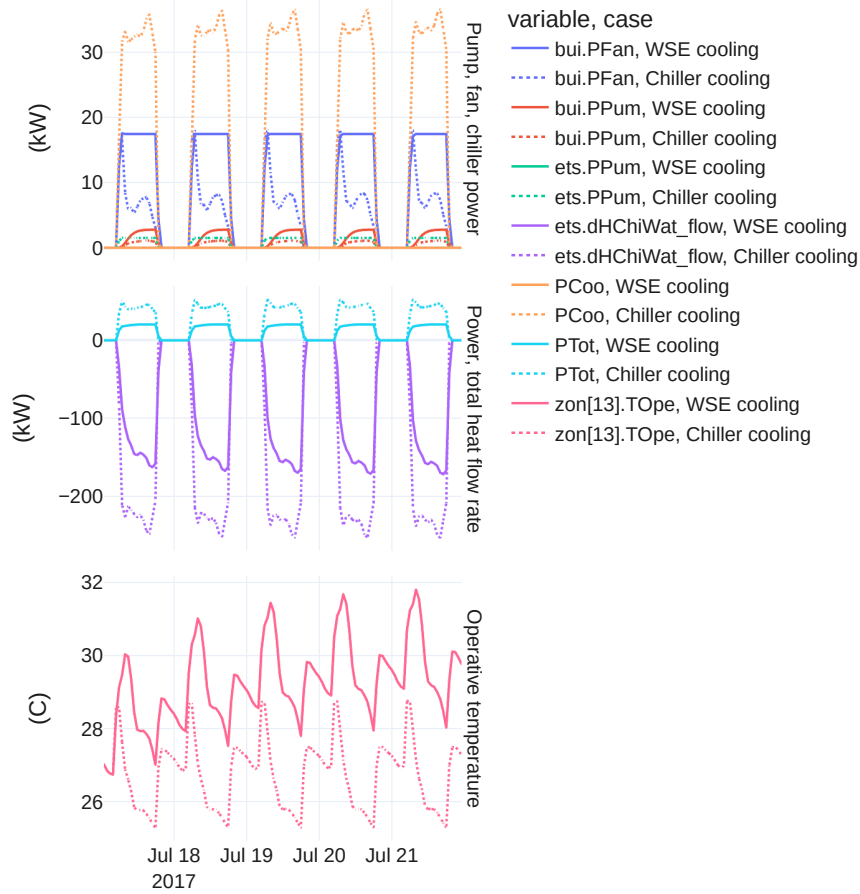 variable, case
bui.PFan, WSE cooling
bui.PFan, Chiller cooling
bui.PPum, WSE cooling
bui.PPum, Chiller cooling
ets.PPum, WSE cooling
ets.PPum, Chiller cooling
ets.dHChiWat_flow, WSE cooling
ets.dHChiWat_flow, Chiller cooling
PCoo, WSE cooling
PCoo, Chiller cooling
PTot, WSE cooling
PTot, Chiller cooling
zon[13].TOpe, WSE cooling
zon[13].TOpe, Chiller cooling
(kW)
30
20
10
0
Pump, fan, chiller power
(kW)
0
−100
−200
Power, total heat flow rate
(C)
32
30
28
26
Operative temperature
Jul 18
2017
Jul 19
Jul 20
Jul 21